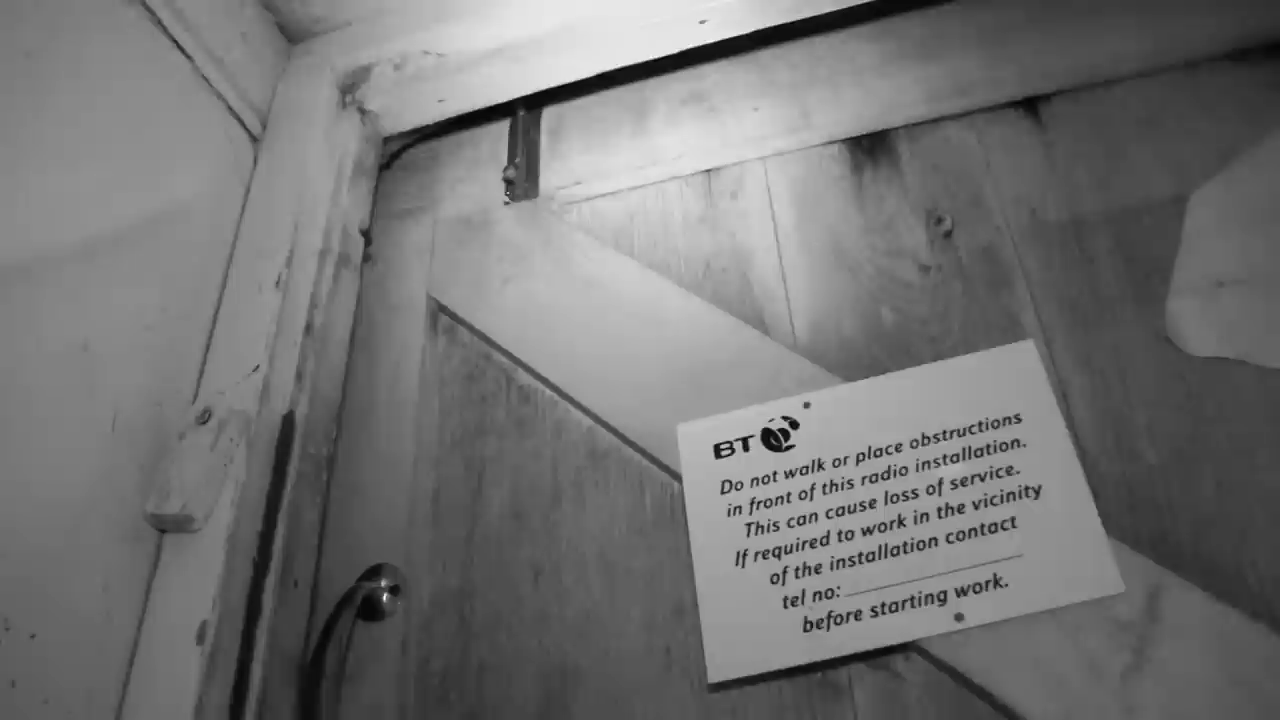 BT
Do not walk or place obstructions
in front of this radio installation.
This can cause loss of service.
If required to work in the vicinity
of the installation contact
tel no:
before starting work.